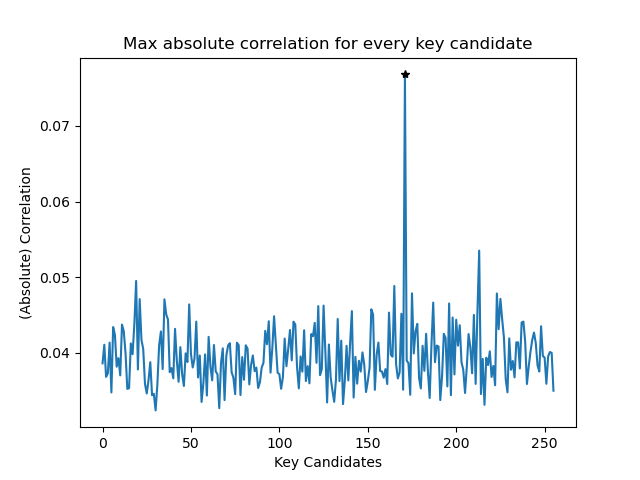 Max absolute correlation for every key candidate
0.07
0.06
0.05
0.04
(Absolute) Correlation
0 50 100 150 200 250
Key Candidates